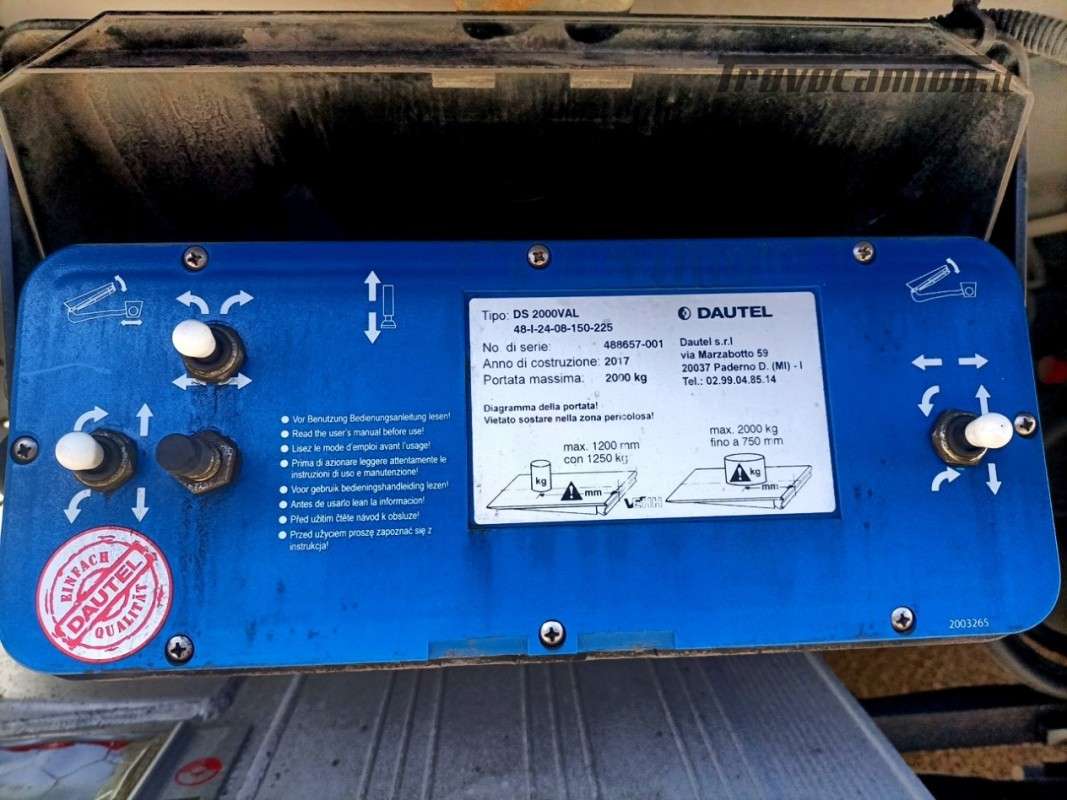 Trovocamion.it
Tipo: DS 2000VAL
48-I-24-08-150-225
No. di serie: 488657-001
Anno di costruzione: 2017
Portata massima: 2000 kg
DAUTEL
Dautel s.r.l
via Marzabotto 59
20037 Paderno D. (MI) - I
Tel.: 02.99.04.85.14
Diagramma della portata!
Vietato sostare nella zona pericolosa!
max. 1200 mm
con 1250 kg
kg
mm
max. 2000 kg
fino a 750 mm
kg
mm
Vor Benutzung Bedienungsanleitung lesen!
Read the user's manual before use!
Lisez le mode d'emploi avant l'usage!
Prima di azionare leggere attentamente le
instruzioni di uso e manutenzione!
Voor gebruik bedieningshandleiding lezen!
Antes de usarlo lean la informacion!
Před užitím čtěte návod k obsluze!
Przed użyciem proszę zapoznać się z
instrukcja!
EINFACH
DAUTEL
QUALITÄT
2003265